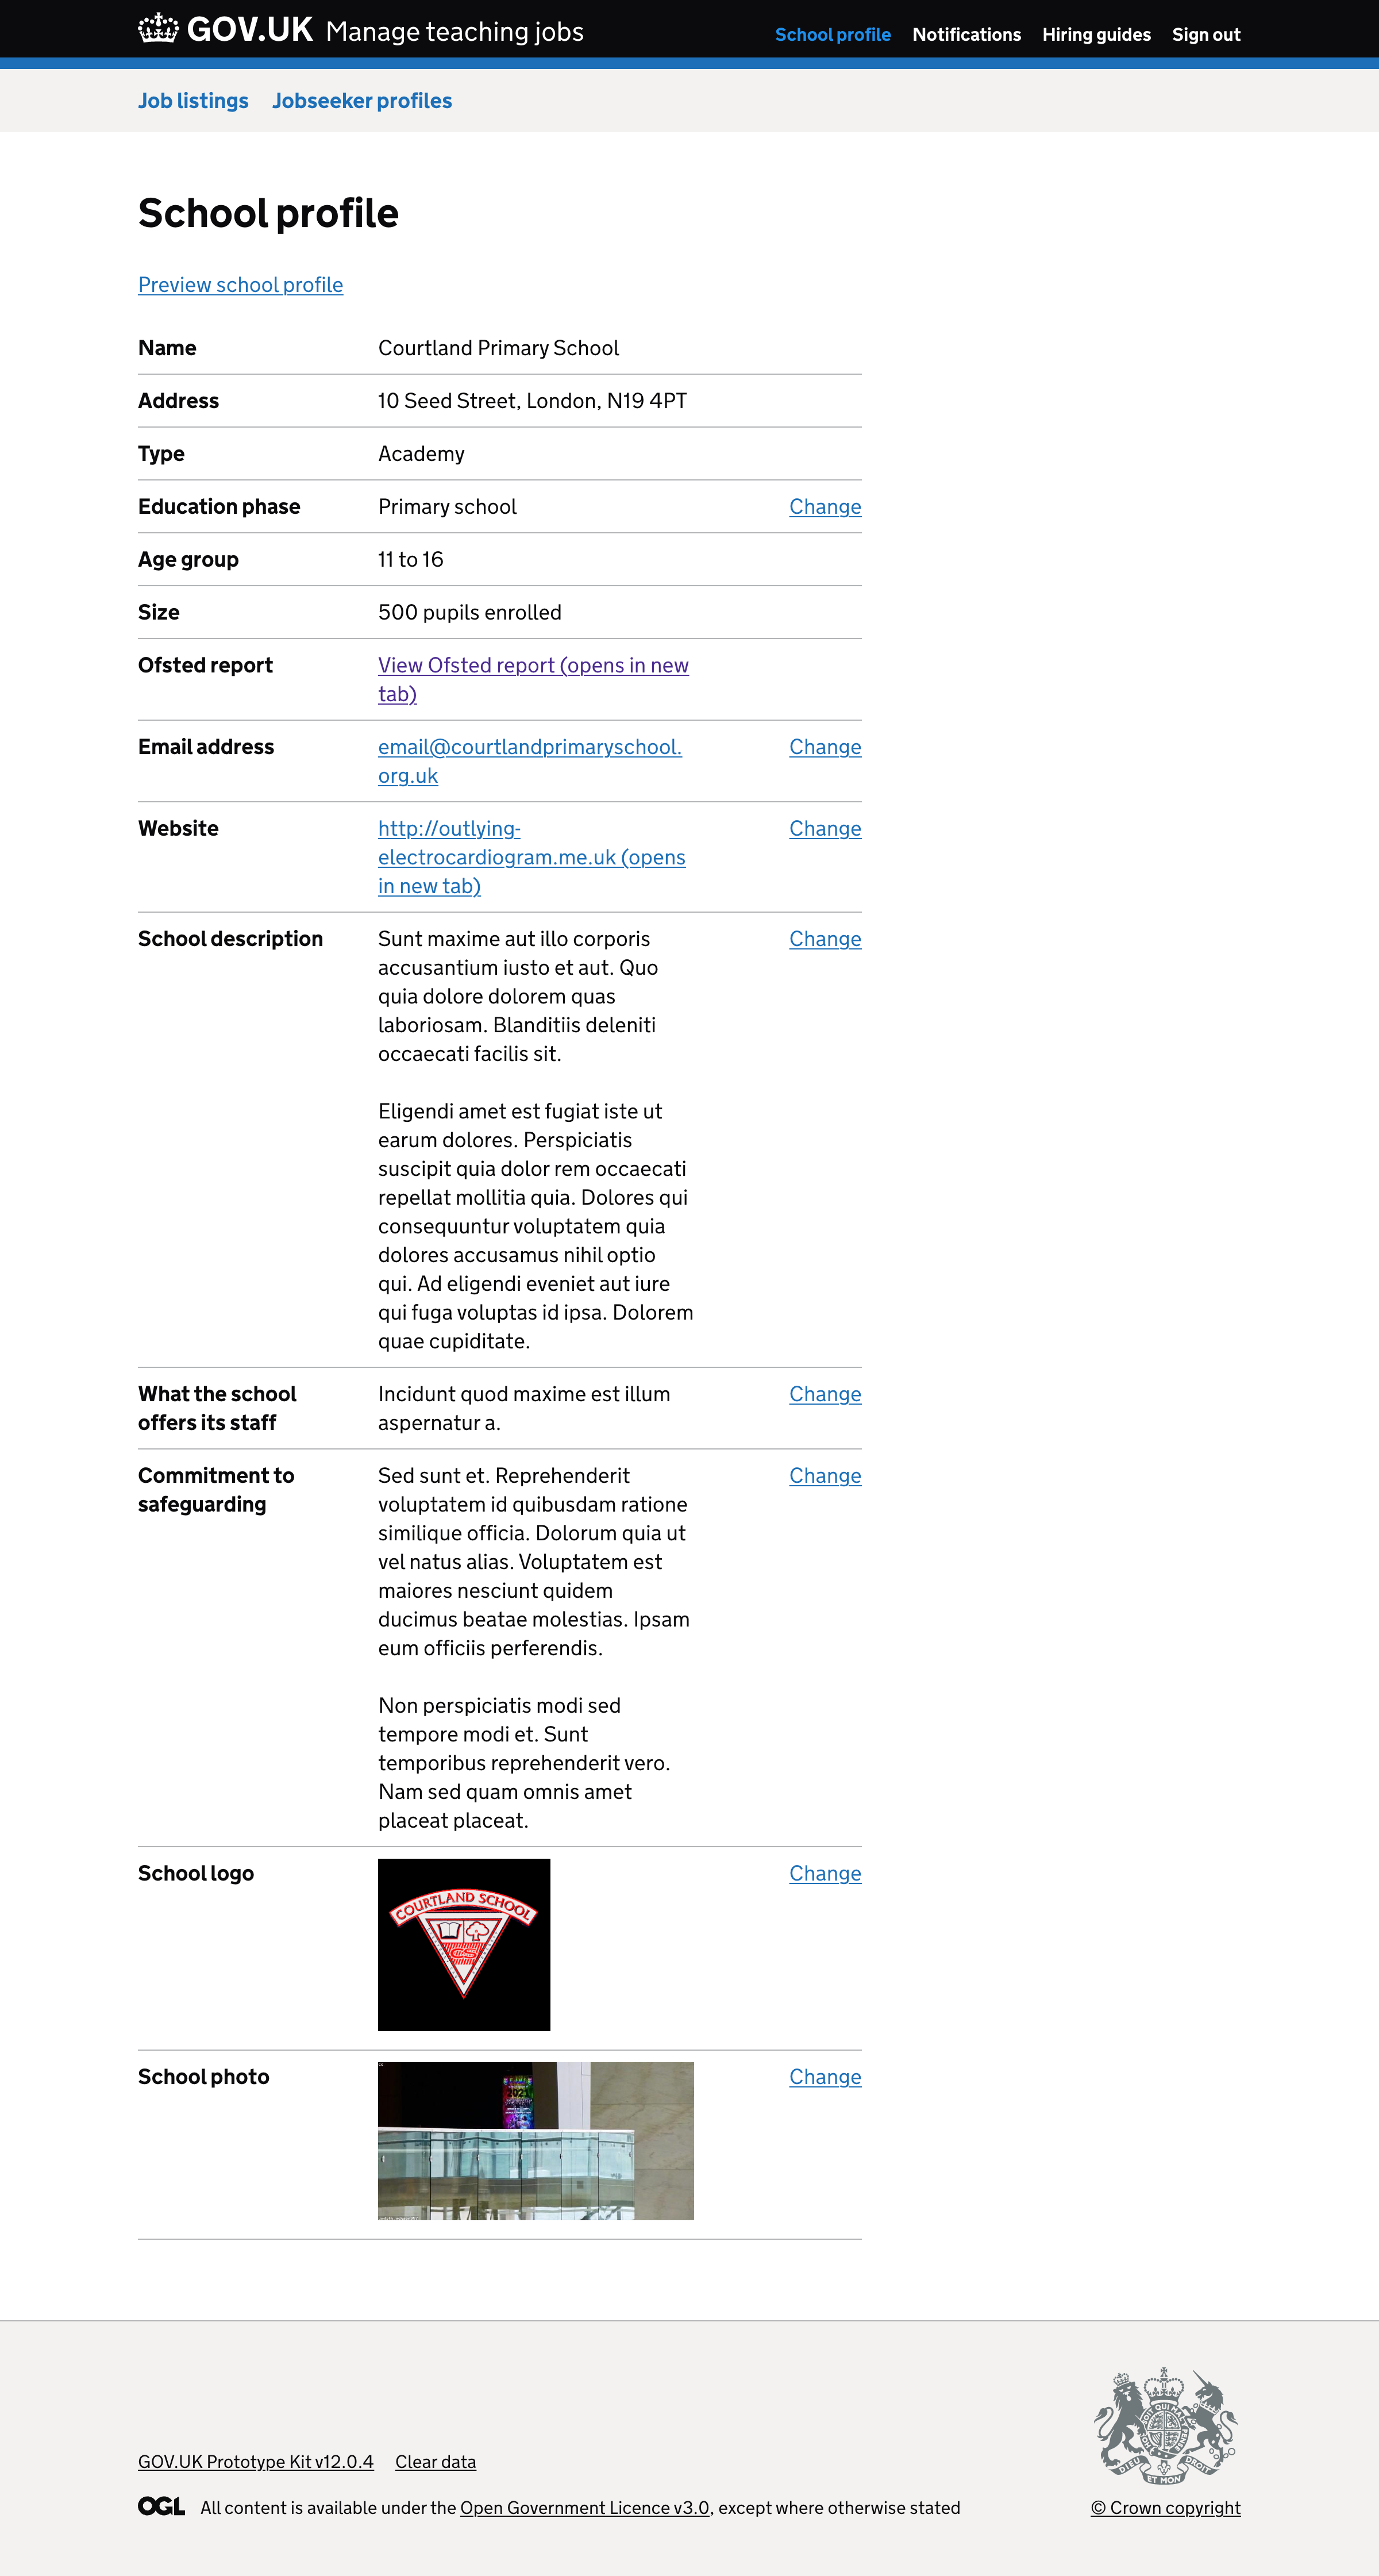 GOV.UK Manage teaching jobs
School profile Notifications Hiring guides Sign out
Job listings Jobseeker profiles
School profile
Preview school profile
Name Courtland Primary School
Address 10 Seed Street, London, N19 4PT
Type Academy
Education phase Primary school Change
Age group 11 to 16
Size 500 pupils enrolled
Ofsted report View Ofsted report (opens in new
tab)
Email address email@courtlandprimaryschool. Change
org.uk
Website http://outlying- Change
electrocardiogram.me.uk (opens
in new tab)
School description Sunt maxime aut illo corporis Change
accusantium iusto et aut. Quo
quia dolore dolorem quas
laboriosam. Blanditiis deleniti
occaecati facilis sit.
Eligendi amet est fugiat iste ut
earum dolores. Perspiciatis
suscipit quia dolor rem occaecati
repellat mollitia quia. Dolores qui
consequuntur voluptatem quia
dolores accusamus nihil optio
qui. Ad eligendi eveniet aut iure
qui fuga voluptas id ipsa. Dolorem
quae cupiditate.
What the school Incidunt quod maxime est illum Change
offers its staff aspernatur a.
Commitment to Sed sunt et. Reprehenderit Change
safeguarding voluptatem id quibusdam ratione
similique officia. Dolorum quia ut
vel natus alias. Voluptatem est
maiores nesciunt quidem
ducimus beatae molestias. Ipsam
eum officiis perferendis.
Non perspiciatis modi sed
tempore modi et. Sunt
temporibus reprehenderit vero.
Nam sed quam omnis amet
placeat placeat.
School logo Change
COURTLAND SCHOOL
School photo Change
2021
DIEU ET MON DROIT
GOV.UK Prototype Kit v12.0.4 Clear data
OGL All content is available under the Open Government Licence v3.0, except where otherwise stated
© Crown copyright